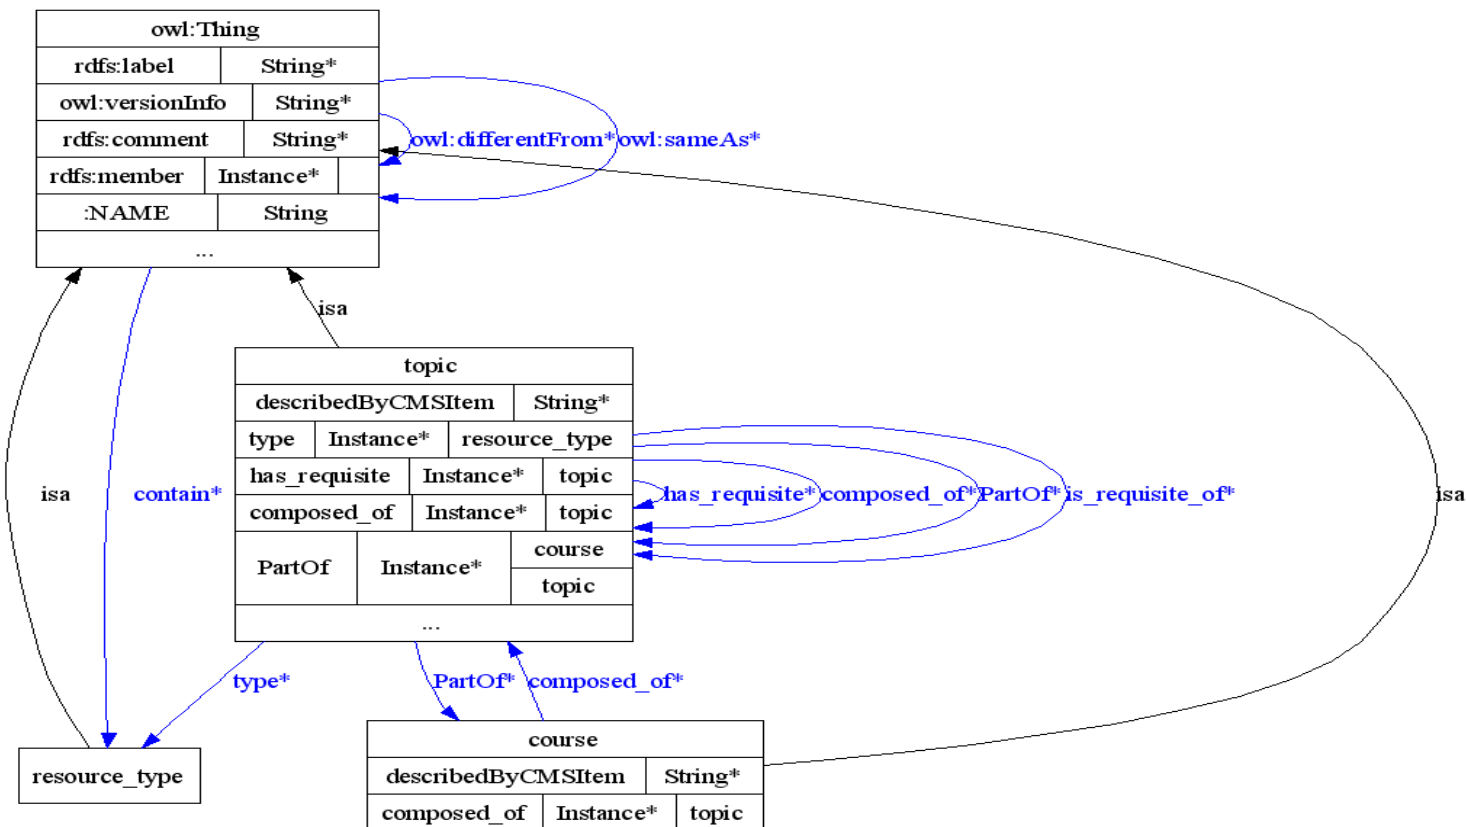 owl:Thing
rdfs:label String*
owl:versionInfo String*
rdfs:comment String*
owl:differentFrom* owl:sameAs*
rdfs:member Instance*
:NAME String
...
isa
topic
describedByCMSItem String*
type Instance* resource_type
has_requisite Instance* topic
isa contain* has_requisite* composed_of* PartOf* is_requisite_of* isa
composed_of Instance* topic
PartOf Instance* course
topic
...
type* PartOf* composed_of*
course
resource_type describedByCMSItem String*
composed_of Instance* topic